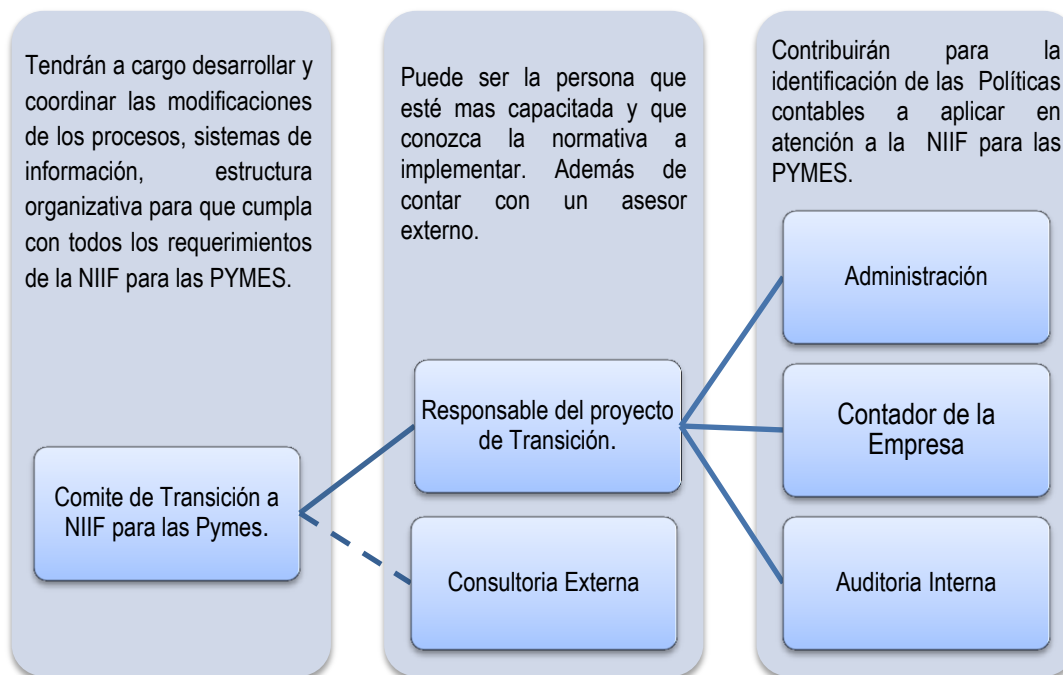 Tendrán a cargo desarrollar y
coordinar las modificaciones
de los procesos, sistemas de
información, estructura
organizativa para que cumpla
con todos los requerimientos
de la NIIF para las PYMES.
Comite de Transición a
NIIF para las Pymes.
Puede ser la persona que
esté mas capacitada y que
conozca la normativa a
implementar. Además de
contar con un asesor
externo.
Responsable del proyecto
de Transición.
Consultoria Externa
Contribuirán para la
identificación de las Políticas
contables a aplicar en
atención a la NIIF para las
PYMES.
Administración
Contador de la
Empresa
Auditoria Interna